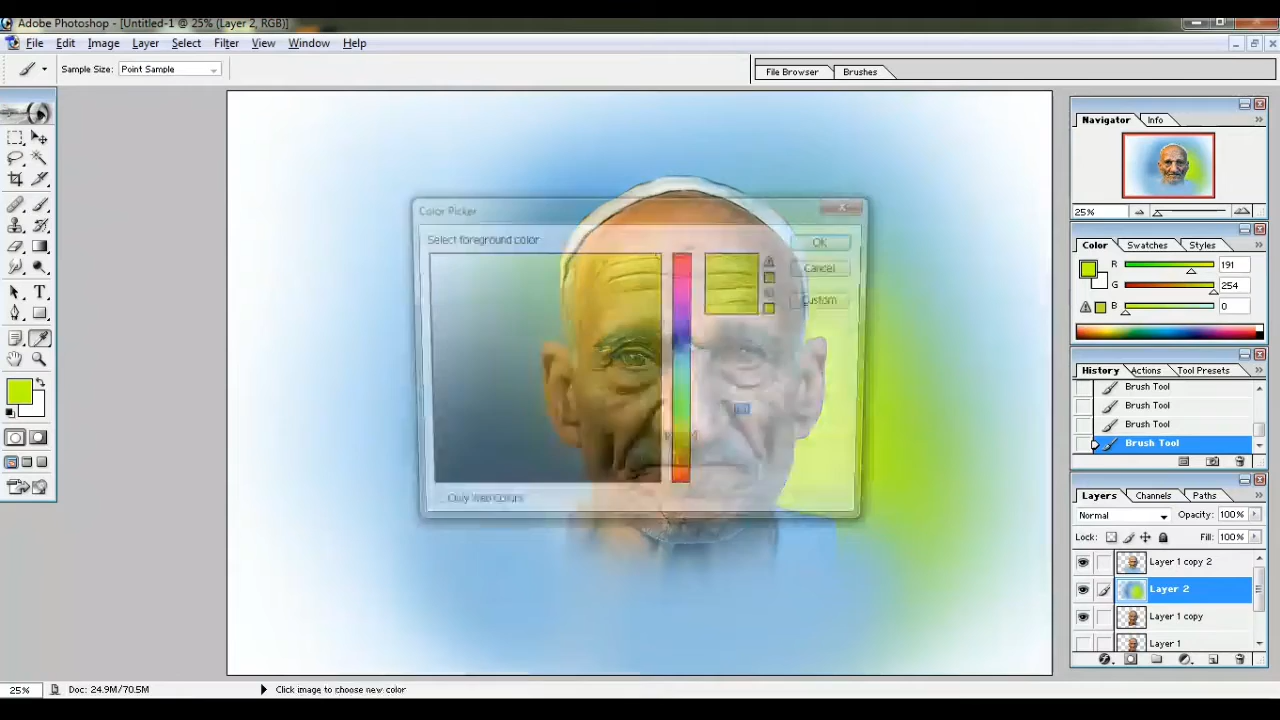 Adobe Photoshop - [Untitled-1 @ 25% (Layer 2, RGB)]
File Edit Image Layer Select Filter View Window Help
Sample Size: Point Sample
File Browser Brushes
Navigator Info
25%
Color Swatches Styles
R 191
G 254
B 0
History Actions Tool Presets
Brush Tool
Brush Tool
Brush Tool
Brush Tool
Layers Channels Paths
Normal Opacity: 100%
Lock: Fill: 100%
Layer 1 copy 2
Layer 2
Layer 1 copy
Layer 1
Color Picker
Select foreground color
OK
Cancel
Custom
Only Web Colors
25% Doc: 24.9M/70.5M Click image to choose new color